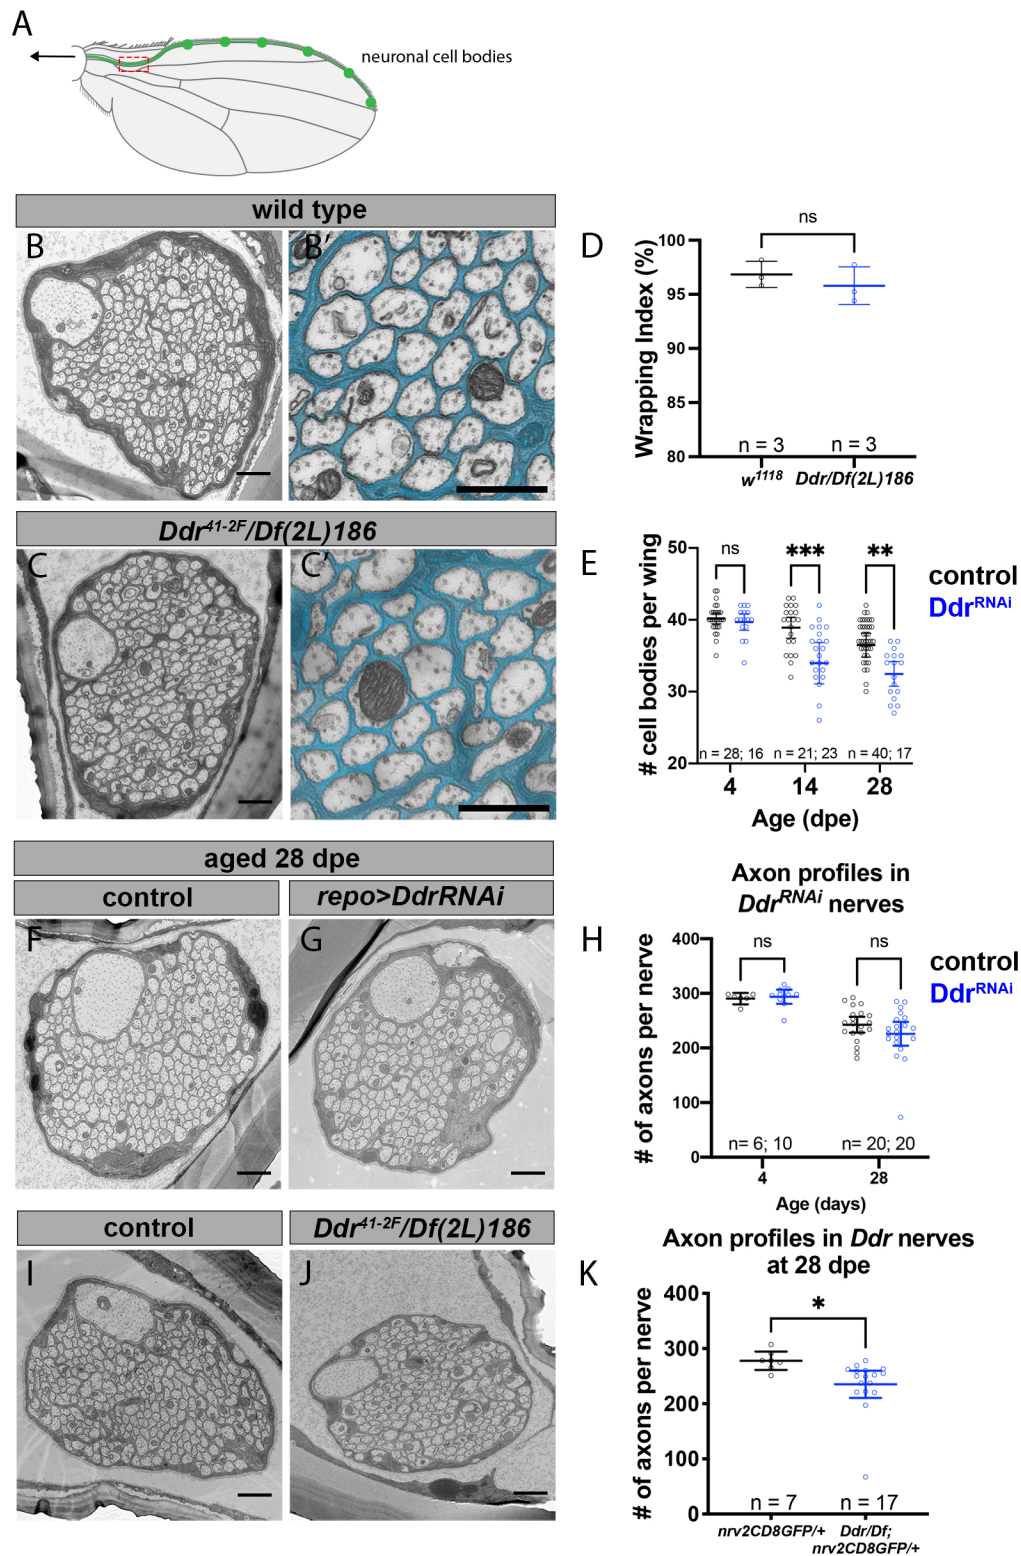 A
neuronal cell bodies
wild type
B
B′
D
ns
Wrapping Index (%)
100
95
90
85
80
n = 3
n = 3
w1118
Ddr/Df(2L)186
Ddr41-2F/Df(2L)186
C
C′
E
ns
***
**
# cell bodies per wing
50
40
30
20
n = 28; 16
n = 21; 23
n = 40; 17
4
14
28
Age (dpe)
control
DdrRNAi
aged 28 dpe
control
repo>DdrRNAi
F
G
H
Axon profiles in
DdrRNAi nerves
ns
ns
# of axons per nerve
400
300
200
100
0
n= 6; 10
n= 20; 20
4
28
Age (days)
control
DdrRNAi
control
Ddr41-2F/Df(2L)186
I
J
K
Axon profiles in Ddr nerves
at 28 dpe
*
# of axons per nerve
400
300
200
100
0
n = 7
n = 17
nrv2CD8GFP/+
Ddr/Df;
nrv2CD8GFP/+